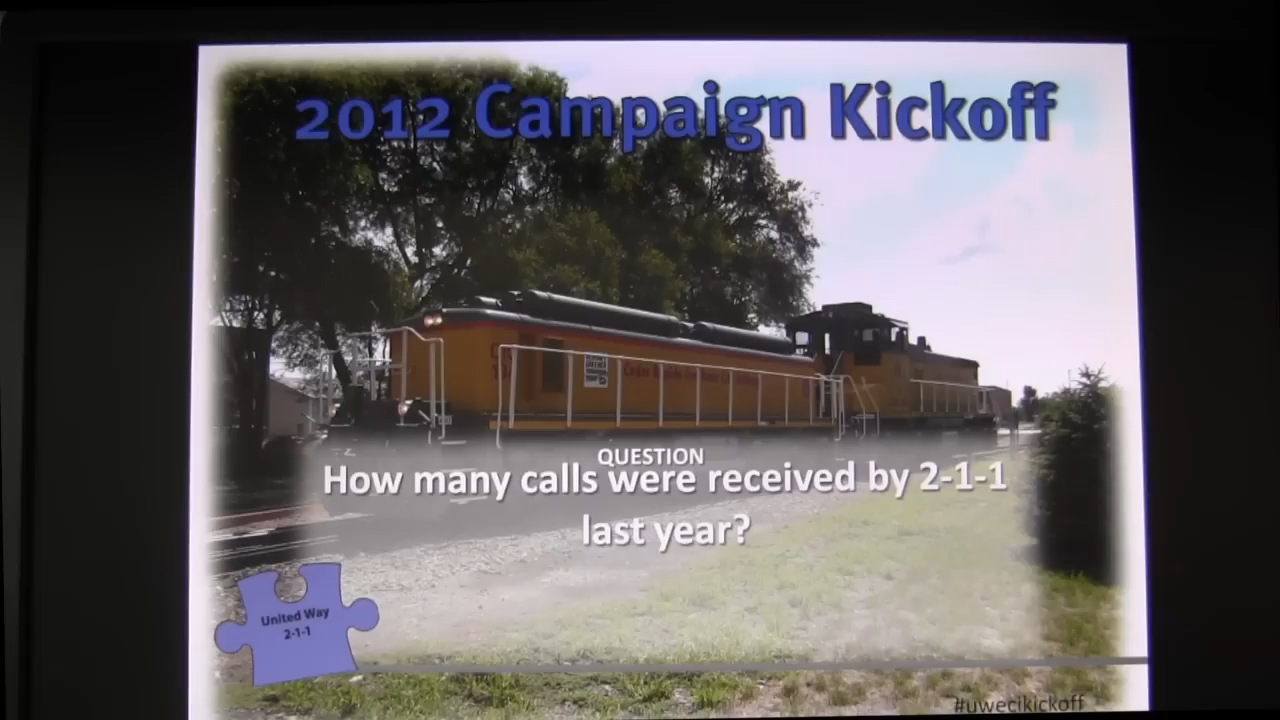 2012 Campaign Kickoff
QUESTION
How many calls were received by 2-1-1
last year?
United Way
2-1-1
#uwecikickoff